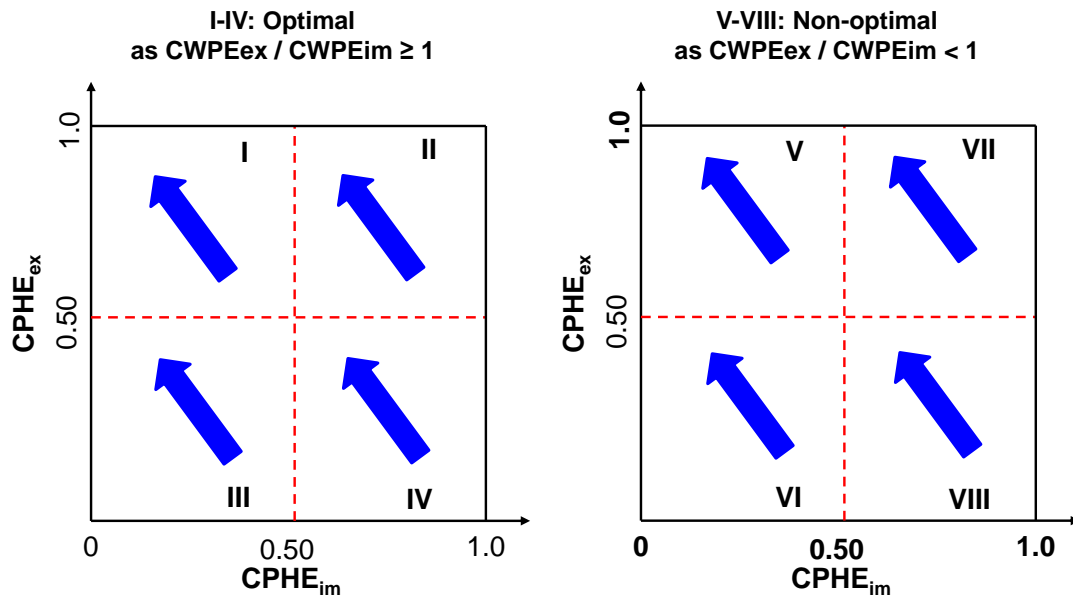 I-IV: Optimal
as CWPEex / CWPEim ≥ 1
I
II
III
IV
1.0
0.50
CPHEex
0
0.50
1.0
CPHEim
V-VIII: Non-optimal
as CWPEex / CWPEim < 1
V
VII
VI
VIII
1.0
0.50
CPHEex
0
0.50
1.0
CPHEim